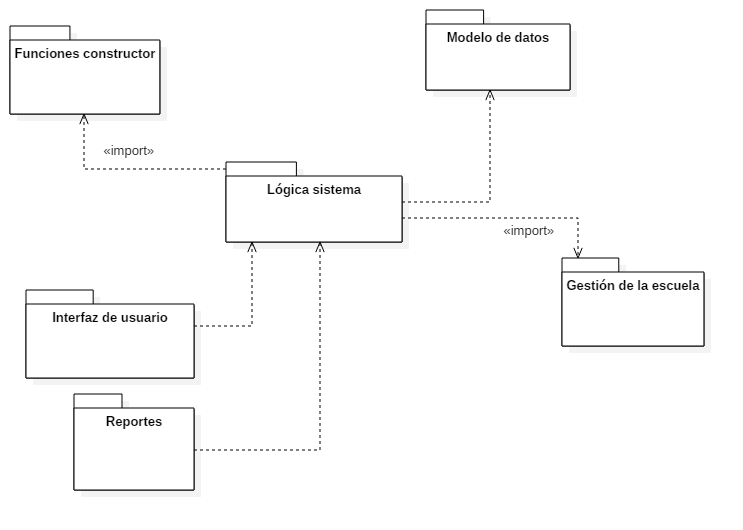 Modelo de datos
Funciones constructor
«import»
Lógica sistema
«import»
Gestión de la escuela
Interfaz de usuario
Reportes